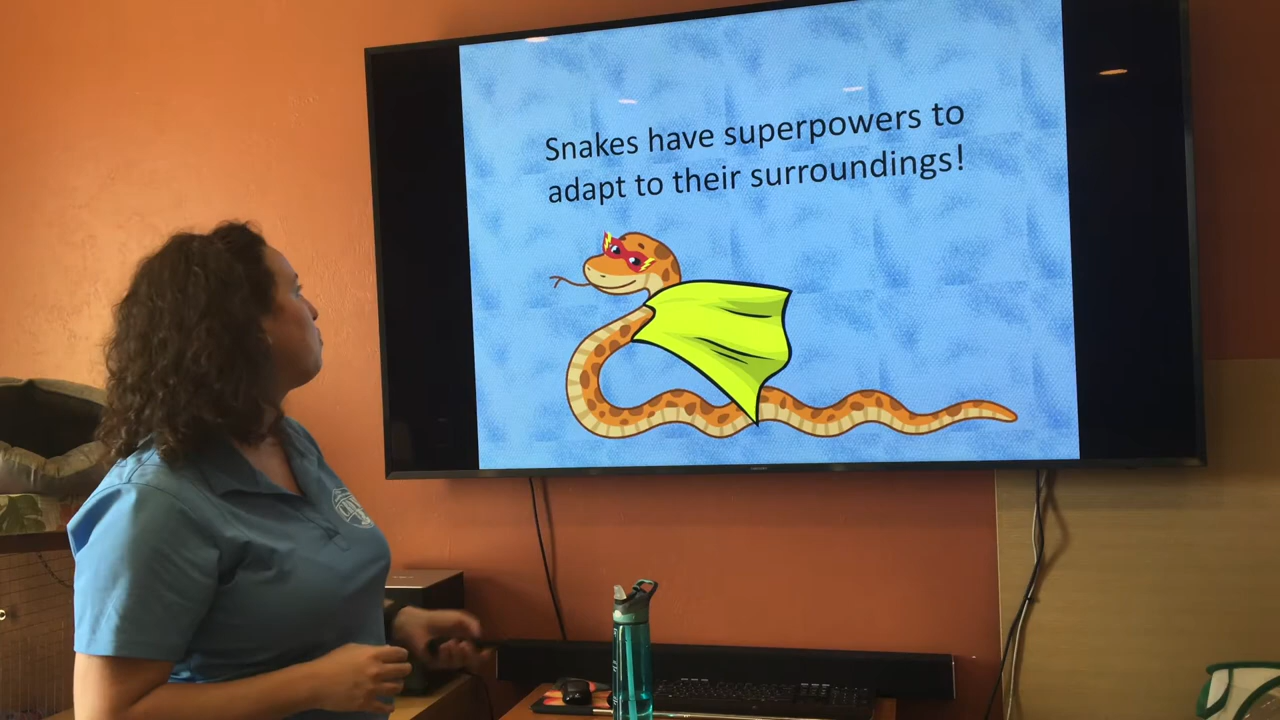 Snakes have superpowers to
adapt to their surroundings!